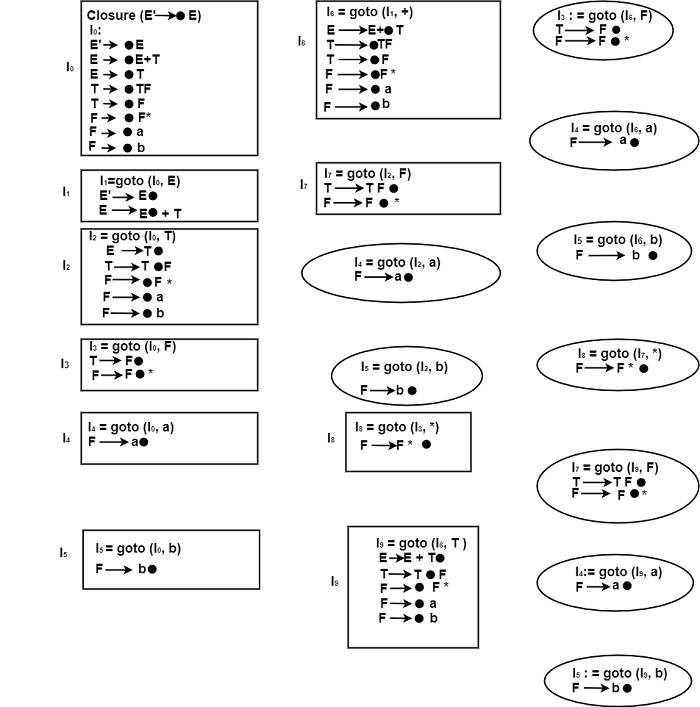 Closure (E'→● E)
I₀:
E'→ ● E
E → ● E+T
E → ● T
T → ● TF
T → ● F
F → ● F*
F → ● a
F → ● b
I₀
I₁=goto (I₀, E)
E' → E●
E → E● + T
I₁
I₂ = goto (I₀, T)
E → T●
T → T ●F
F → ●F *
F → ● a
F → ● b
I₂
I₃ = goto (I₀, F)
T → F●
F → F● *
I₃
I₄ = goto (I₀, a)
F → a●
I₄
I₅ = goto (I₀, b)
F → b●
I₅
I₆ = goto (I₁, +)
E → E+● T
T → ●TF
T → ●F
F → ●F *
F → ● a
F → ●b
I₆
I₇ = goto (I₂, F)
T → T F ●
F → F ● *
I₇
I₄ = goto (I₂, a)
F → a●
I₅ = goto (I₂, b)
F → b ●
I₈ = goto (I₃, *)
F → F * ●
I₈
I₉ = goto (I₆, T )
E→E + T●
T → T ● F
F → ● F *
F → ● a
F → ● b
I₉
I₃ : = goto (I₆, F)
T → F ●
F → F ● *
I₄ = goto (I₆, a)
F → a ●
I₅ = goto (I₆, b)
F → b ●
I₈ = goto (I₇, *)
F → F * ●
I₇ = goto (I₉, F)
T → T F ●
F → F ● *
I₄:= goto (I₉, a)
F → a ●
I₅ : = goto (I₉, b)
F → b●